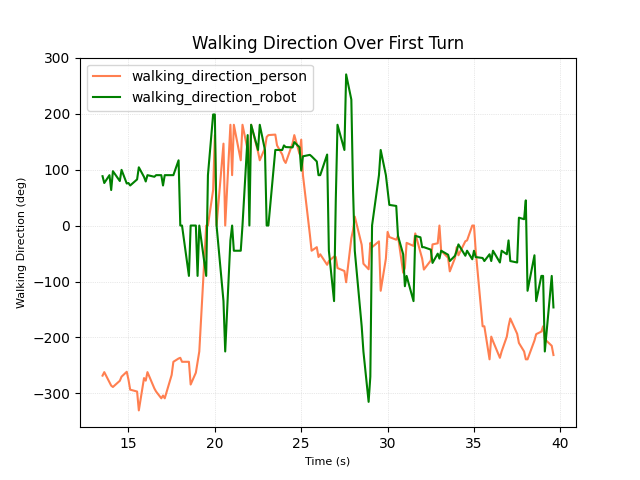 Walking Direction Over First Turn
walking_direction_person
walking_direction_robot
Walking Direction (deg)
300
200
100
0
−100
−200
−300
15
20
25
30
35
40
Time (s)